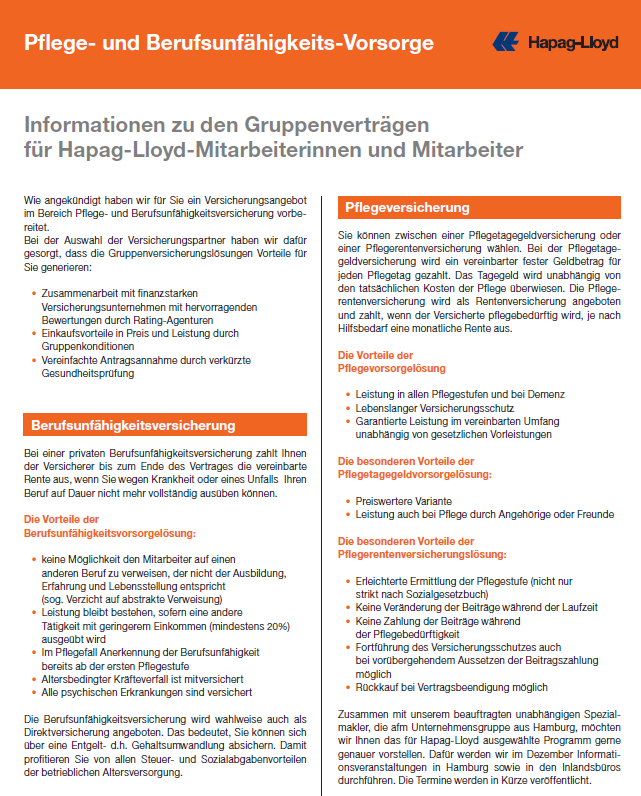 Pflege- und Berufsunfähigkeits-Vorsorge
Hapag-Lloyd
Informationen zu den Gruppenverträgen
für Hapag-Lloyd-Mitarbeiterinnen und Mitarbeiter
Wie angekündigt haben wir für Sie ein Versicherungsangebot
im Bereich Pflege- und Berufsunfähigkeitsversicherung vorbe-
reitet.
Bei der Auswahl der Versicherungspartner haben wir dafür
gesorgt, dass die Gruppenversicherungslösungen Vorteile für
Sie generieren:
• Zusammenarbeit mit finanzstarken
Versicherungsunternehmen mit hervorragenden
Bewertungen durch Rating-Agenturen
• Einkaufsvorteile in Preis und Leistung durch
Gruppenkonditionen
• Vereinfachte Antragsannahme durch verkürzte
Gesundheitsprüfung
Berufsunfähigkeitsversicherung
Bei einer privaten Berufsunfähigkeitsversicherung zahlt Ihnen
der Versicherer bis zum Ende des Vertrages die vereinbarte
Rente aus, wenn Sie wegen Krankheit oder eines Unfalls Ihren
Beruf auf Dauer nicht mehr vollständig ausüben können.
Die Vorteile der
Berufsunfähigkeitsvorsorgelösung:
• keine Möglichkeit den Mitarbeiter auf einen
anderen Beruf zu verweisen, der nicht der Ausbildung,
Erfahrung und Lebensstellung entspricht
(sog. Verzicht auf abstrakte Verweisung)
• Leistung bleibt bestehen, sofern eine andere
Tätigkeit mit geringerem Einkommen (mindestens 20%)
ausgeübt wird
• Im Pflegefall Anerkennung der Berufsunfähigkeit
bereits ab der ersten Pflegestufe
• Altersbedingter Kräfteverfall ist mitversichert
• Alle psychischen Erkrankungen sind versichert
Die Berufsunfähigkeitsversicherung wird wahlweise auch als
Direktversicherung angeboten. Das bedeutet, Sie können sich
über eine Entgelt- d.h. Gehaltsumwandlung absichern. Damit
profitieren Sie von allen Steuer- und Sozialabgabenvorteilen
der betrieblichen Altersversorgung.
Pflegeversicherung
Sie können zwischen einer Pflegetagegeldversicherung oder
einer Pflegerentenversicherung wählen. Bei der Pflegetage-
geldversicherung wird ein vereinbarter fester Geldbetrag für
jeden Pflegetag gezahlt. Das Tagegeld wird unabhängig von
den tatsächlichen Kosten der Pflege überwiesen. Die Pflege-
rentenversicherung wird als Rentenversicherung angeboten
und zahlt, wenn der Versicherte pflegebedürftig wird, je nach
Hilfsbedarf eine monatliche Rente aus.
Die Vorteile der
Pflegevorsorgelösung
• Leistung in allen Pflegestufen und bei Demenz
• Lebenslanger Versicherungsschutz
• Garantierte Leistung im vereinbarten Umfang
unabhängig von gesetzlichen Vorleistungen
Die besonderen Vorteile der
Pflegetagegeldvorsorgelösung:
• Preiswertere Variante
• Leistung auch bei Pflege durch Angehörige oder Freunde
Die besonderen Vorteile der
Pflegerentenversicherungslösung:
• Erleichterte Ermittlung der Pflegestufe (nicht nur
strikt nach Sozialgesetzbuch)
• Keine Veränderung der Beiträge während der Laufzeit
• Keine Zahlung der Beiträge während
der Pflegebedürftigkeit
• Fortführung des Versicherungsschutzes auch
bei vorübergehendem Aussetzen der Beitragszahlung
möglich
• Rückkauf bei Vertragsbeendigung möglich
Zusammen mit unserem beauftragten unabhängigen Spezial-
makler, die afm Unternehmensgruppe aus Hamburg, möchten
wir Ihnen das für Hapag-Lloyd ausgewählte Programm gerne
genauer vorstellen. Dafür werden wir im Dezember Informati-
onsveranstaltungen in Hamburg sowie in den Inlandsbüros
durchführen. Die Termine werden in Kürze veröffentlicht.